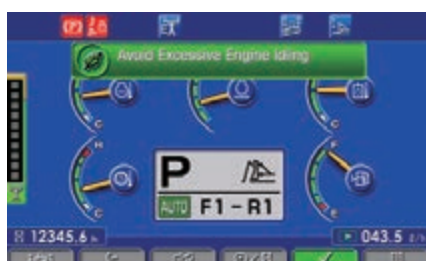 (P)
Avoid Excessive Engine Idling
C C
H F
P
AUTO F1-R1
C
12345.6 h 043.5